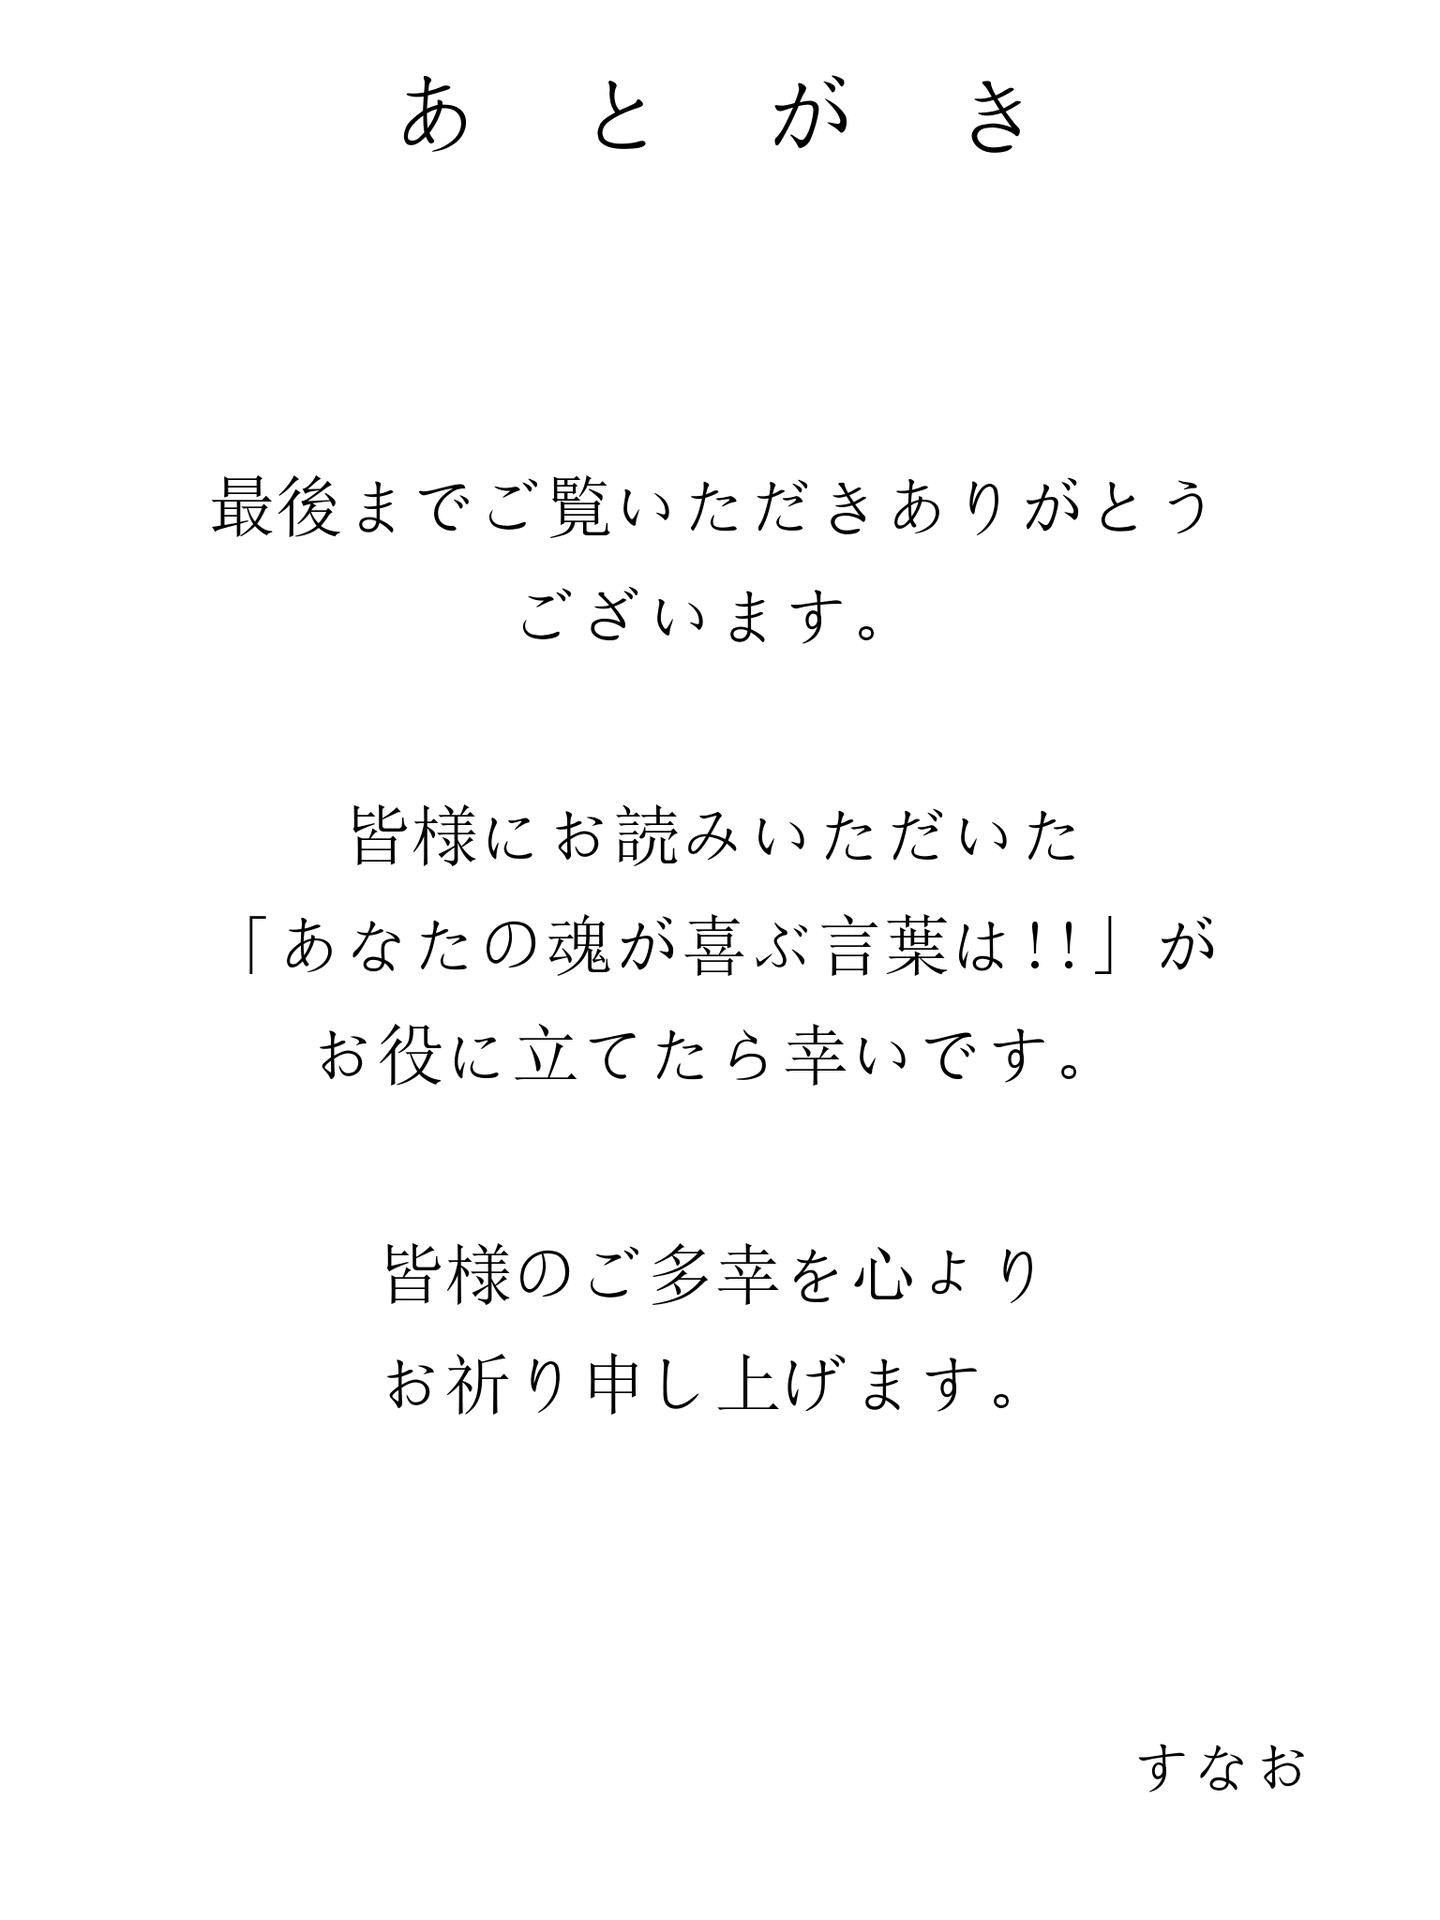 あとがき
最後までご覧いただきありがとう
ございます。
皆様にお読みいただいた
「あなたの魂が喜ぶ言葉は!!」が
お役に立てたら幸いです。
皆様のご多幸を心より
お祈り申し上げます。
すなお